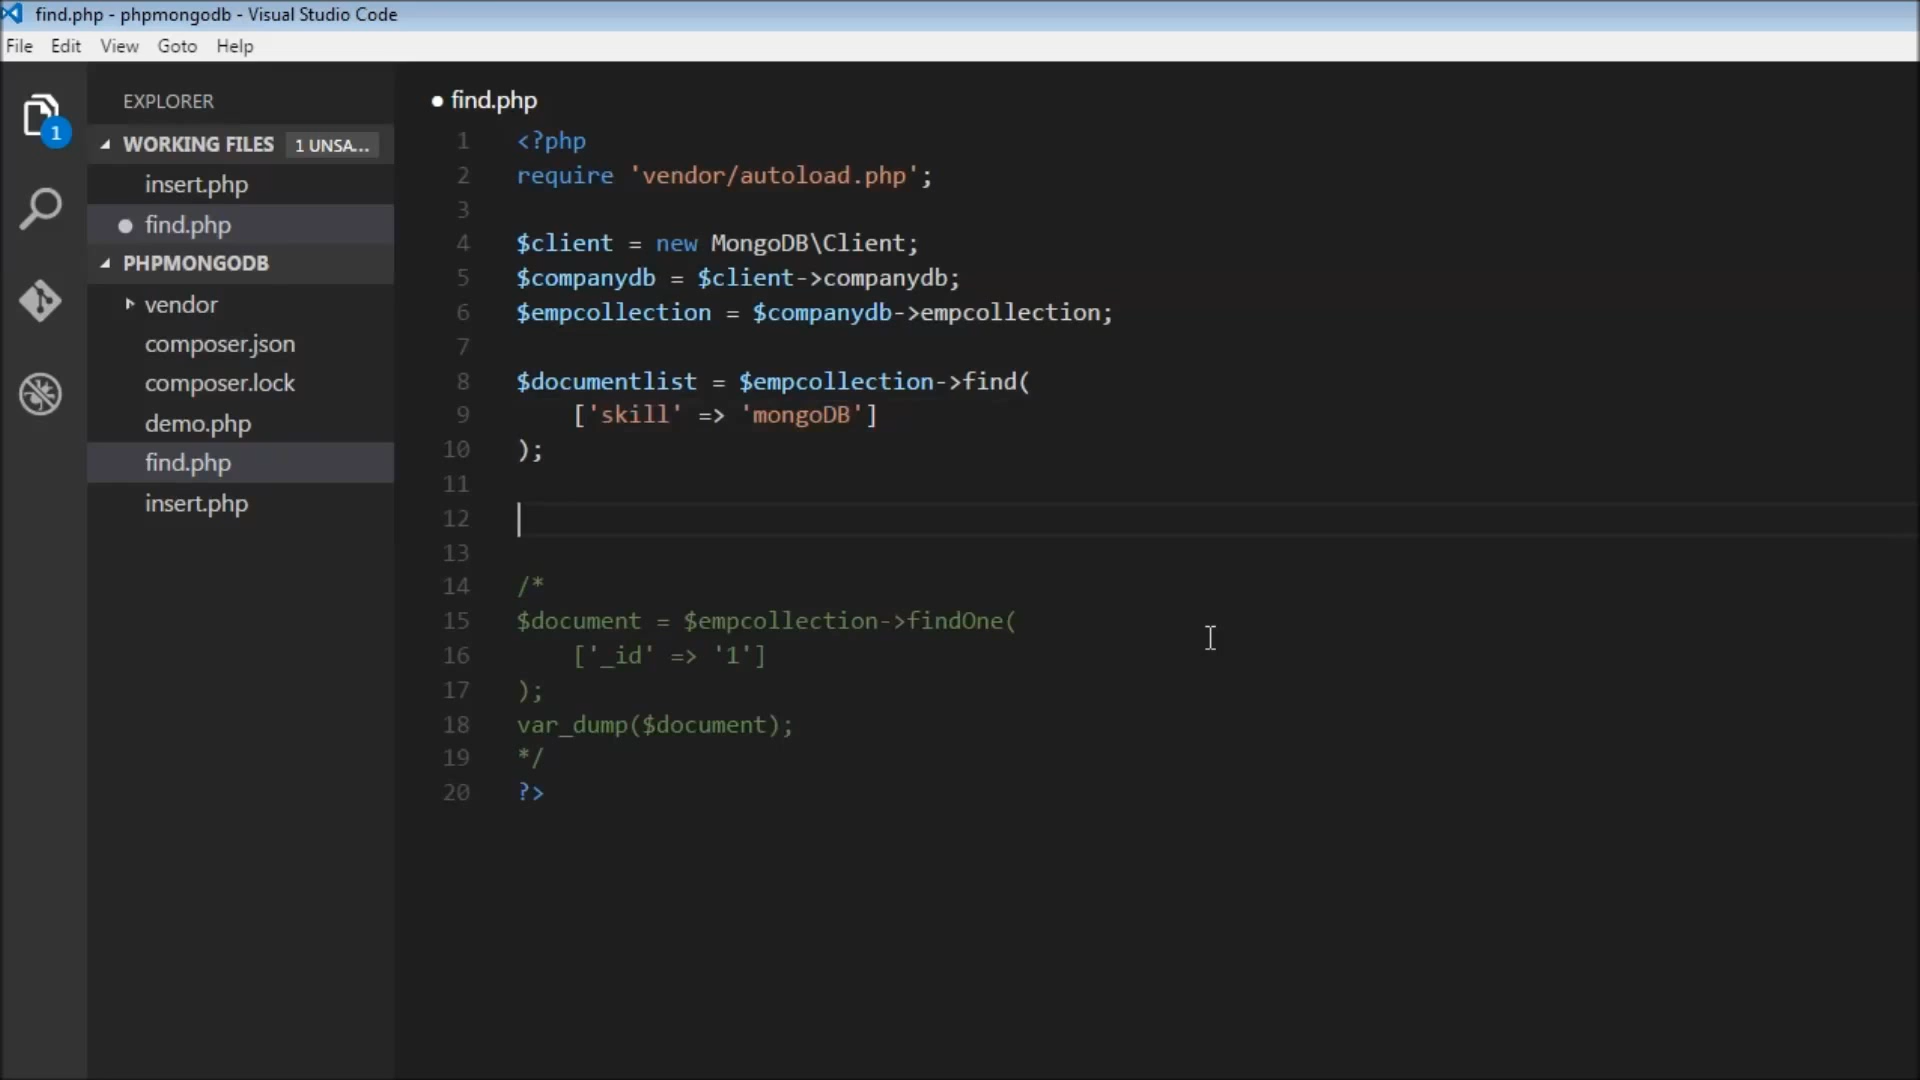 find.php - phpmongodb - Visual Studio Code
File Edit View Goto Help
EXPLORER
WORKING FILES 1 UNSA...
insert.php
find.php
PHPMONGODB
vendor
composer.json
composer.lock
demo.php
find.php
insert.php
1
find.php
1 <?php
2 require 'vendor/autoload.php';
3
4 $client = new MongoDB\Client;
5 $companydb = $client->companydb;
6 $empcollection = $companydb->empcollection;
7
8 $documentlist = $empcollection->find(
9 ['skill' => 'mongoDB']
10 );
11
12
13
14 /*
15 $document = $empcollection->findOne(
16 ['_id' => '1']
17 );
18 var_dump($document);
19 */
20 ?>